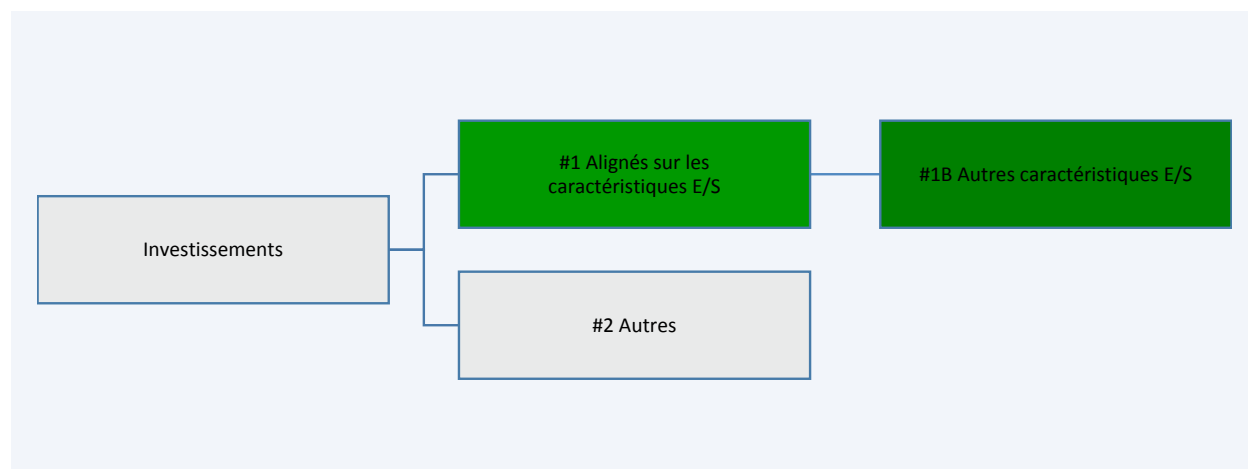 #1 Alignés sur les
caractéristiques E/S
#1B Autres caractéristiques E/S
Investissements
#2 Autres